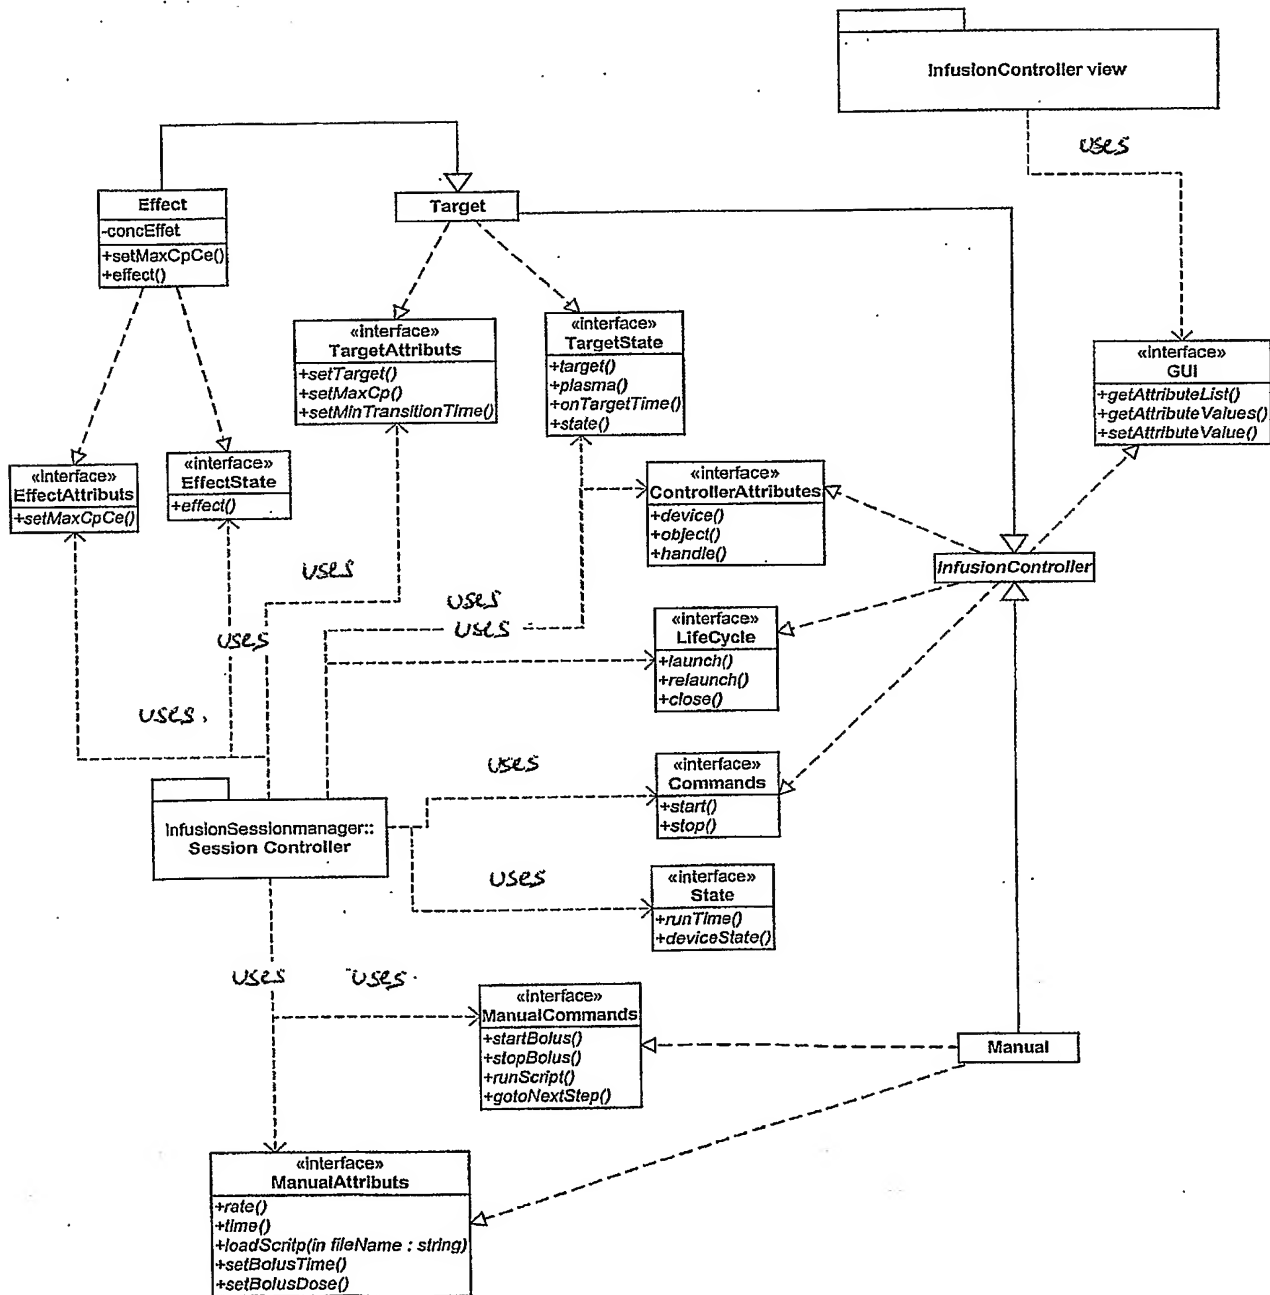 InfusionController view
uses
Effect
-concEffet
+setMaxCpCe()
+effect()
Target
«interface»
TargetAttributs
+setTarget()
+setMaxCp()
+setMinTransitionTime()
«interface»
TargetState
+target()
+plasma()
+onTargetTime()
+state()
«interface»
GUI
+getAttributeList()
+getAttributeValues()
+setAttributeValue()
«interface»
EffectAttributs
+setMaxCpCe()
«interface»
EffectState
+effect()
«interface»
ControllerAttributes
+device()
+object()
+handle()
InfusionController
uses
uses
uses
uses
uses.
«interface»
LifeCycle
+launch()
+relaunch()
+close()
InfusionSessionmanager::
Session Controller
uses
«interface»
Commands
+start()
+stop()
uses
«interface»
State
+runTime()
+deviceState()
uses
uses.
«interface»
ManualCommands
+startBolus()
+stopBolus()
+runScript()
+gotoNextStep()
Manual
«interface»
ManualAttributs
+rate()
+time()
+loadScritp(in fileName : string)
+setBolusTime()
+setBolusDose()